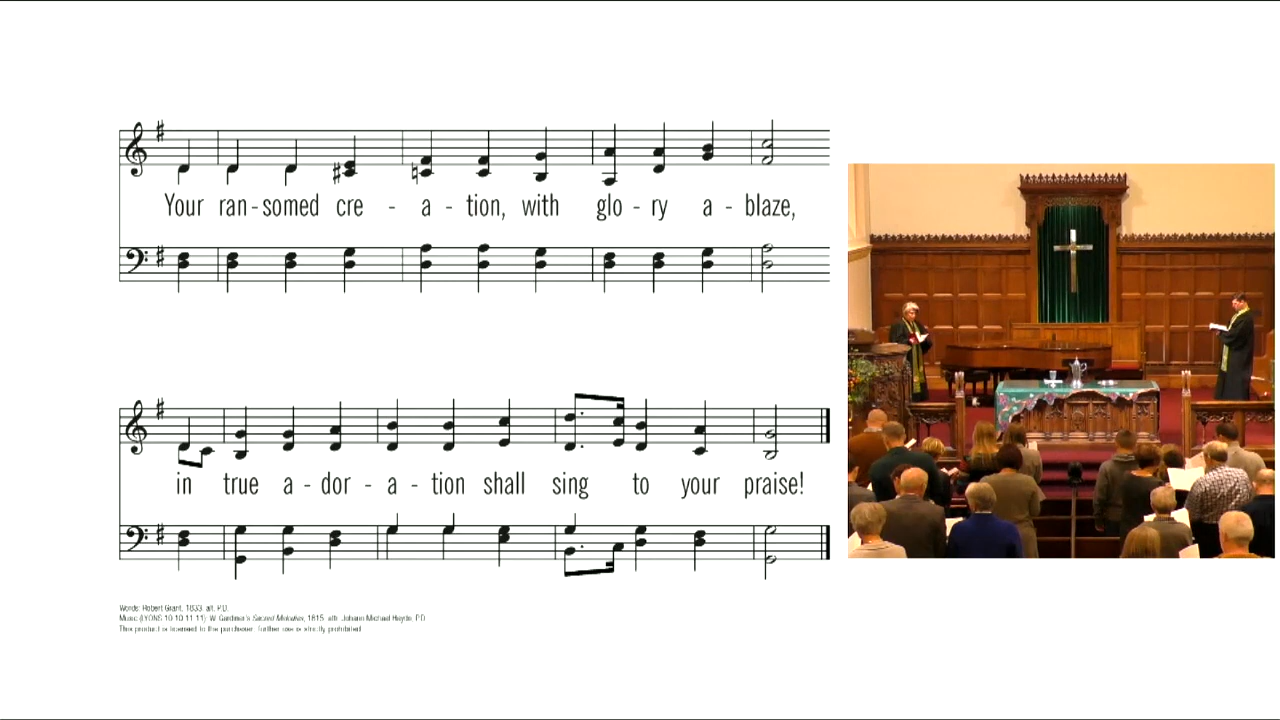 Your ran - somed cre - a - tion, with glo - ry a - blaze,
in true a - dor - a - tion shall sing to your praise!
Words: Robert Grant, 1833, alt. P.D.
Music (LYONS 10.10.11.11): W. Gardiner's Sacred Melodies, 1815; attr. Johann Michael Haydn, P.D.
This product is licensed to the purchaser; further use is strictly prohibited.